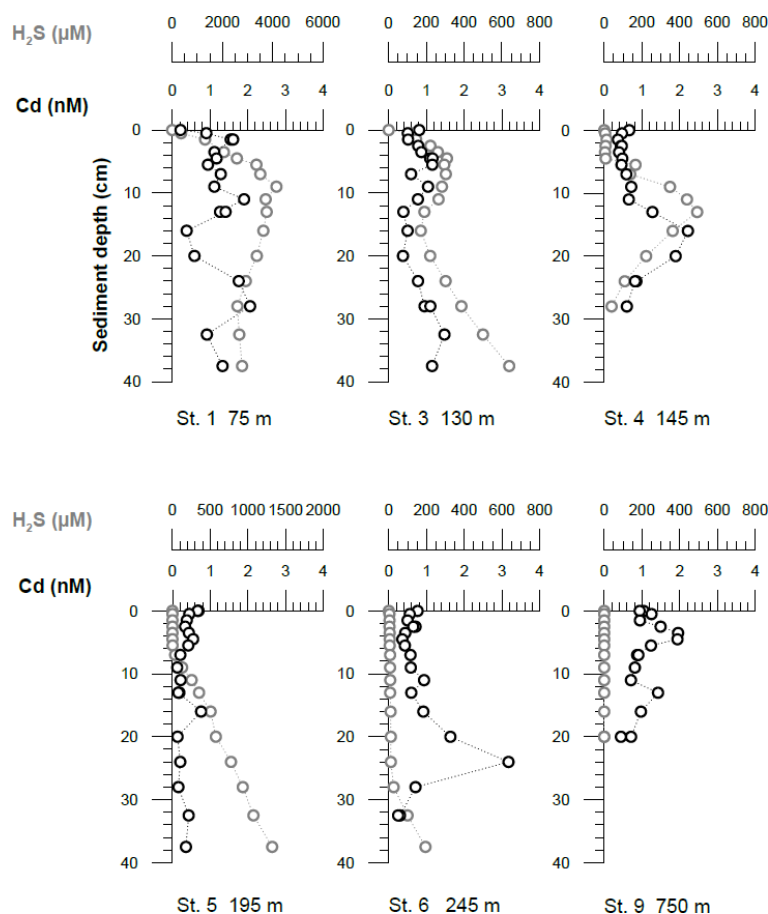 0 2000 4000 6000 0 200 400 600 800 0 200 400 600 800
H₂S (µM)
0 1 2 3 4 0 1 2 3 4 0 1 2 3 4
Cd (nM)
0 0 0
10 10 10
20 20 20
30 30 30
40 40 40
Sediment depth (cm)
St. 1 75 m St. 3 130 m St. 4 145 m
0 500 1000 1500 2000 0 200 400 600 800 0 200 400 600 800
H₂S (µM)
0 1 2 3 4 0 1 2 3 4 0 1 2 3 4
Cd (nM)
0 0 0
10 10 10
20 20 20
30 30 30
40 40 40
St. 5 195 m St. 6 245 m St. 9 750 m